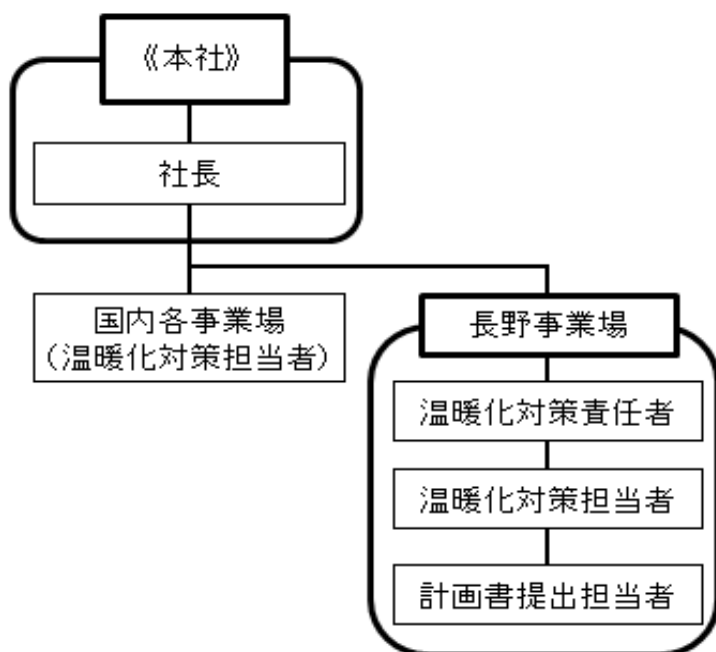 《本社》
社長
国内各事業場
（温暖化対策担当者）
長野事業場
温暖化対策責任者
温暖化対策担当者
計画書提出担当者